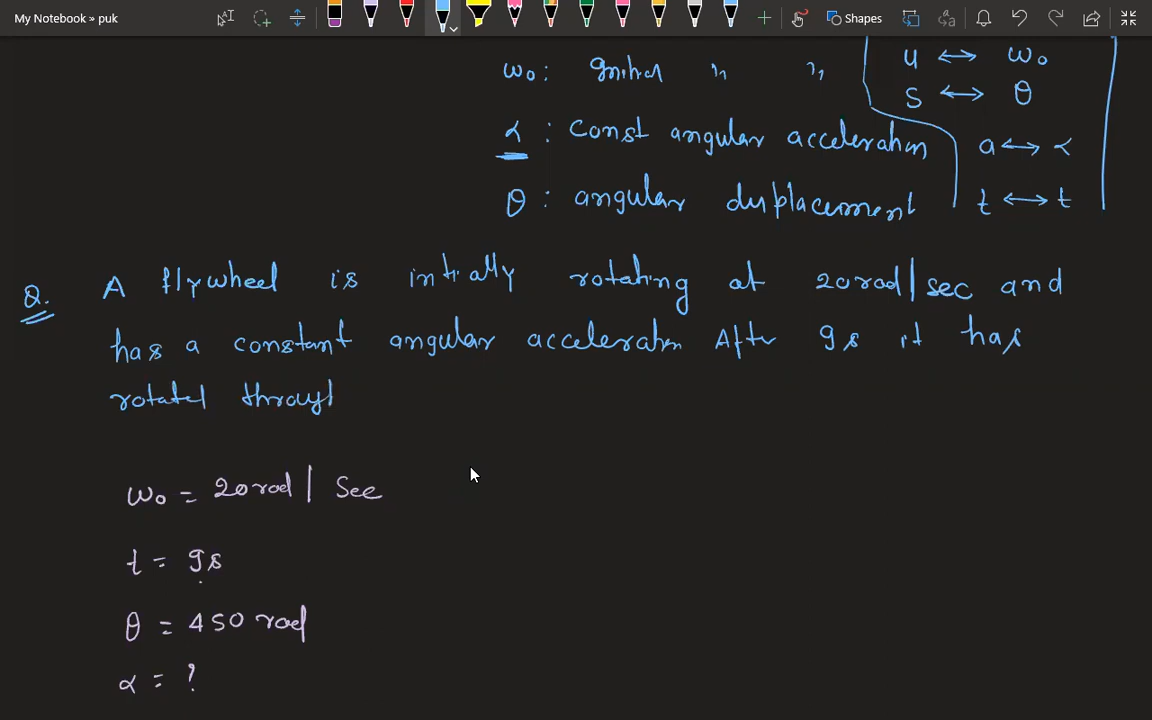 My Notebook » puk
Shapes
ω₀ : Initial " "
α : Const angular acceleration
θ : angular displacement
u ↔ ω₀
S ↔ θ
a ↔ α
t ↔ t
Q. A flywheel is initially rotating at 20rad/sec and
has a constant angular acceleration After 9s it has
rotated through
ω₀ = 20rad/Sec
t = 9s
θ = 450 rad
α = ?